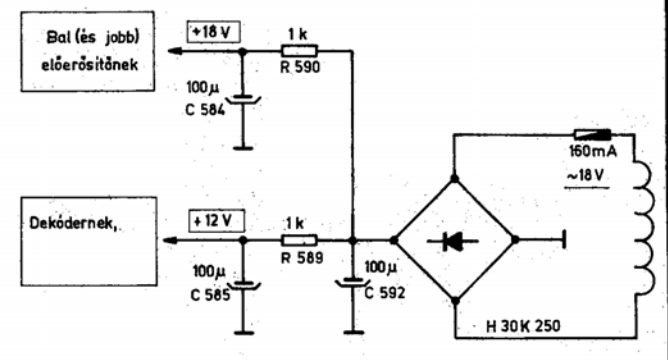 Bal (és jobb)
előerősítőnek
+18 V
1 k
R 590
100µ
C 584
160mA
~18 V
Dekódernek,
+12 V
1 k
R 589
100µ
C 585
100µ
C 592
H 30K 250